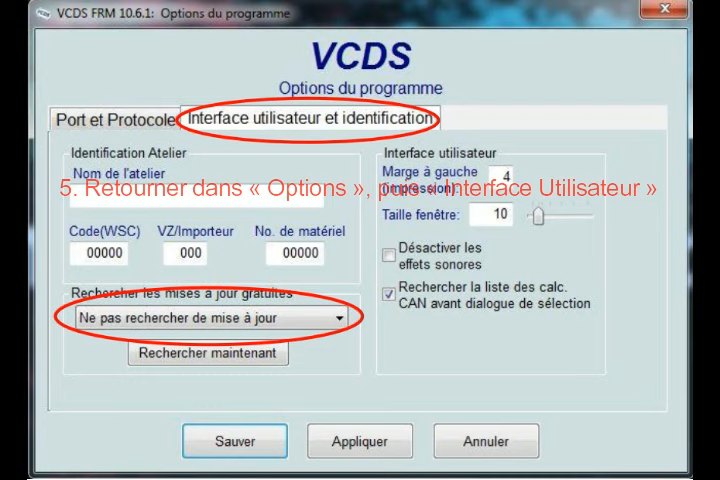 VCDS FRM 10.6.1: Options du programme
VCDS
Options du programme
Port et Protocole
Interface utilisateur et identification
Identification Atelier
Nom de l'atelier
Code(WSC) VZ/Importeur No. de matériel
00000 000 00000
Rechercher les mises à jour gratuites
Ne pas rechercher de mise à jour
Rechercher maintenant
Interface utilisateur
Marge à gauche 4
(impression):
5. Retourner dans « Options », puis « Interface Utilisateur »
Taille fenêtre: 10
Désactiver les
effets sonores
Rechercher la liste des calc.
CAN avant dialogue de sélection
Sauver Appliquer Annuler